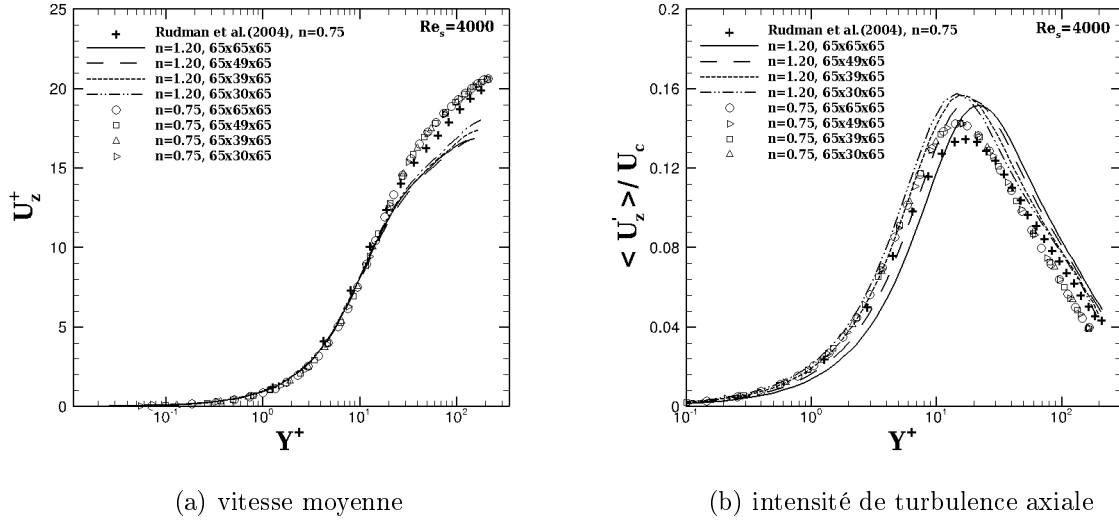 25
20
15
10
5
0
U_z^+
Rudman et al.(2004), n=0.75
n=1.20, 65x65x65
n=1.20, 65x49x65
n=1.20, 65x39x65
n=1.20, 65x30x65
n=0.75, 65x65x65
n=0.75, 65x49x65
n=0.75, 65x39x65
n=0.75, 65x30x65
Re_s=4000
10^-1 10^0 10^1 10^2
Y^+
(a) vitesse moyenne
0.2
0.16
0.12
0.08
0.04
0
< U_z' > / U_c
Rudman et al.(2004), n=0.75
n=1.20, 65x65x65
n=1.20, 65x49x65
n=1.20, 65x39x65
n=1.20, 65x30x65
n=0.75, 65x65x65
n=0.75, 65x49x65
n=0.75, 65x39x65
n=0.75, 65x30x65
Re_s=4000
10^-1 10^0 10^1 10^2
Y^+
(b) intensité de turbulence axiale